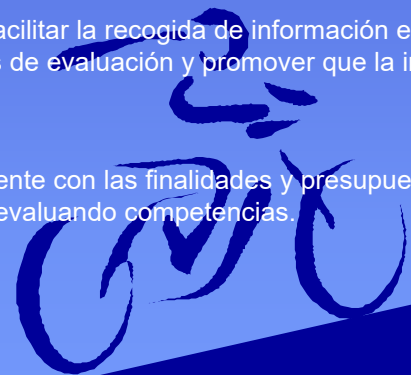 acilitar la recogida de información e
s de evaluación y promover que la i
ente con las finalidades y presupue
evaluando competencias.